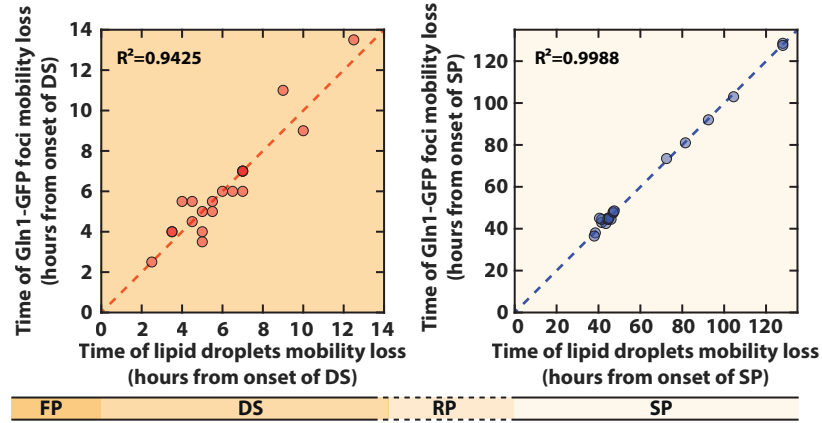 Time of Gln1-GFP foci mobility loss
(hours from onset of DS)
14
12
10
8
6
4
2
0
R²=0.9425
0 2 4 6 8 10 12 14
Time of lipid droplets mobility loss
(hours from onset of DS)
Time of Gln1-GFP foci mobility loss
(hours from onset of SP)
120
100
80
60
40
20
0
R²=0.9988
0 20 40 60 80 100 120
Time of lipid droplets mobility loss
(hours from onset of SP)
FP DS RP SP